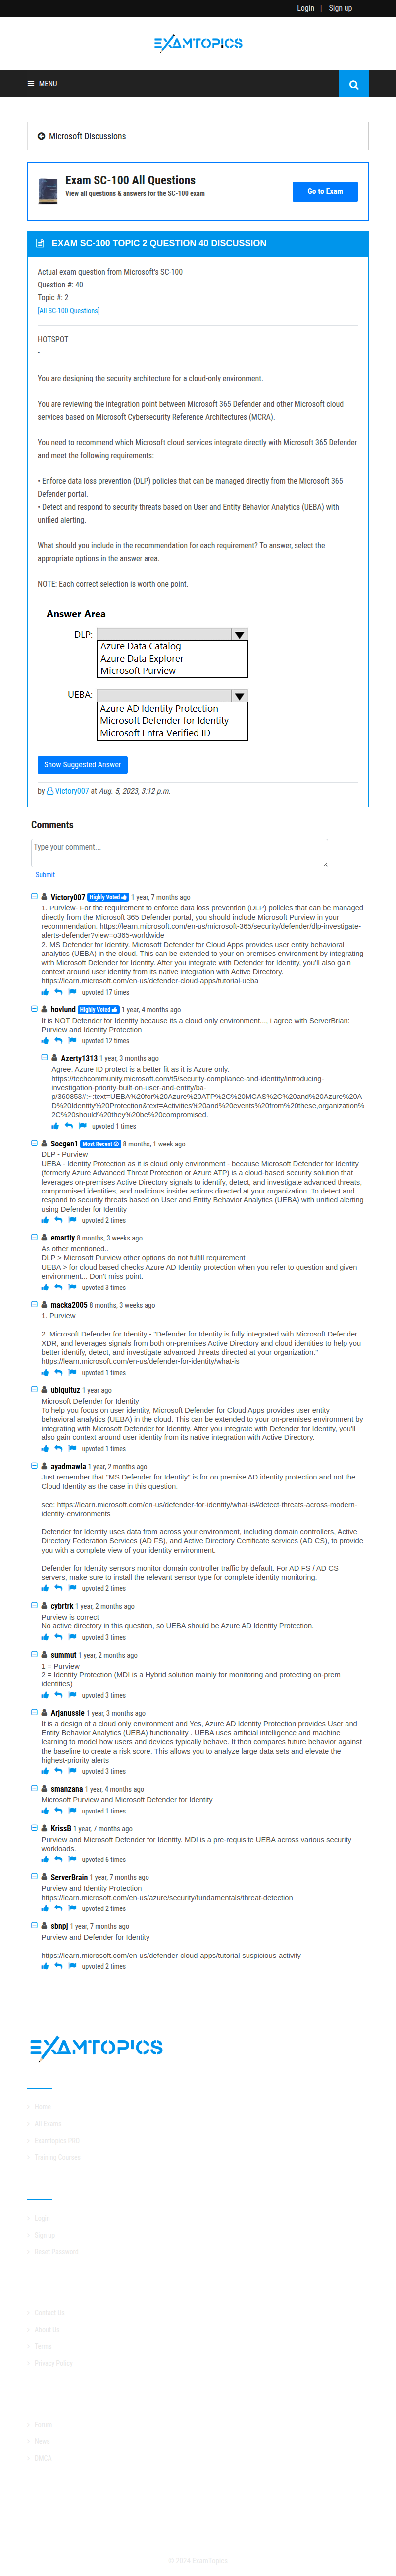 Login | Sign up
EXAMTOPICS
MENU
Microsoft Discussions
Exam SC-100 All Questions
View all questions & answers for the SC-100 exam
Go to Exam
EXAM SC-100 TOPIC 2 QUESTION 40 DISCUSSION
Actual exam question from Microsoft's SC-100
Question #: 40
Topic #: 2
[All SC-100 Questions]
HOTSPOT
-
You are designing the security architecture for a cloud-only environment.
You are reviewing the integration point between Microsoft 365 Defender and other Microsoft cloud
services based on Microsoft Cybersecurity Reference Architectures (MCRA).
You need to recommend which Microsoft cloud services integrate directly with Microsoft 365 Defender
and meet the following requirements:
• Enforce data loss prevention (DLP) policies that can be managed directly from the Microsoft 365
Defender portal.
• Detect and respond to security threats based on User and Entity Behavior Analytics (UEBA) with
unified alerting.
What should you include in the recommendation for each requirement? To answer, select the
appropriate options in the answer area.
NOTE: Each correct selection is worth one point.
Answer Area
DLP:
Azure Data Catalog
Azure Data Explorer
Microsoft Purview
UEBA:
Azure AD Identity Protection
Microsoft Defender for Identity
Microsoft Entra Verified ID
Show Suggested Answer
by Victory007 at Aug. 5, 2023, 3:12 p.m.
Comments
Type your comment...
Submit
Victory007 Highly Voted 1 year, 7 months ago
1. Purview- For the requirement to enforce data loss prevention (DLP) policies that can be managed
directly from the Microsoft 365 Defender portal, you should include Microsoft Purview in your
recommendation. https://learn.microsoft.com/en-us/microsoft-365/security/defender/dlp-investigate-
alerts-defender?view=o365-worldwide
2. MS Defender for Identity. Microsoft Defender for Cloud Apps provides user entity behavioral
analytics (UEBA) in the cloud. This can be extended to your on-premises environment by integrating
with Microsoft Defender for Identity. After you integrate with Defender for Identity, you'll also gain
context around user identity from its native integration with Active Directory.
https://learn.microsoft.com/en-us/defender-cloud-apps/tutorial-ueba
upvoted 17 times
hovlund Highly Voted 1 year, 4 months ago
It is NOT Defender for Identity because its a cloud only environment..., i agree with ServerBrian:
Purview and Identity Protection
upvoted 12 times
Azerty1313 1 year, 3 months ago
Agree. Azure ID protect is a better fit as it is Azure only.
https://techcommunity.microsoft.com/t5/security-compliance-and-identity/introducing-
investigation-priority-built-on-user-and-entity/ba-
p/360853#:~:text=UEBA%20for%20Azure%20ATP%2C%20MCAS%2C%20and%20Azure%20A
D%20Identity%20Protection&text=Activities%20and%20events%20from%20these,organization%
2C%20should%20they%20be%20compromised.
upvoted 1 times
Socgen1 Most Recent 8 months, 1 week ago
DLP - Purview
UEBA - Identity Protection as it is cloud only environment - because Microsoft Defender for Identity
(formerly Azure Advanced Threat Protection or Azure ATP) is a cloud-based security solution that
leverages on-premises Active Directory signals to identify, detect, and investigate advanced threats,
compromised identities, and malicious insider actions directed at your organization. To detect and
respond to security threats based on User and Entity Behavior Analytics (UEBA) with unified alerting
using Defender for Identity
upvoted 2 times
emartiy 8 months, 3 weeks ago
As other mentioned..
DLP > Microsoft Purview other options do not fulfill requirement
UEBA > for cloud based checks Azure AD Identity protection when you refer to question and given
environment... Don't miss point.
upvoted 3 times
macka2005 8 months, 3 weeks ago
1. Purview
2. Microsoft Defender for Identity - "Defender for Identity is fully integrated with Microsoft Defender
XDR, and leverages signals from both on-premises Active Directory and cloud identities to help you
better identify, detect, and investigate advanced threats directed at your organization."
https://learn.microsoft.com/en-us/defender-for-identity/what-is
upvoted 1 times
ubiquituz 1 year ago
Microsoft Defender for Identity
To help you focus on user identity, Microsoft Defender for Cloud Apps provides user entity
behavioral analytics (UEBA) in the cloud. This can be extended to your on-premises environment by
integrating with Microsoft Defender for Identity. After you integrate with Defender for Identity, you'll
also gain context around user identity from its native integration with Active Directory.
upvoted 1 times
ayadmawla 1 year, 2 months ago
Just remember that "MS Defender for Identity" is for on premise AD identity protection and not the
Cloud Identity as the case in this question.
see: https://learn.microsoft.com/en-us/defender-for-identity/what-is#detect-threats-across-modern-
identity-environments
Defender for Identity uses data from across your environment, including domain controllers, Active
Directory Federation Services (AD FS), and Active Directory Certificate services (AD CS), to provide
you with a complete view of your identity environment.
Defender for Identity sensors monitor domain controller traffic by default. For AD FS / AD CS
servers, make sure to install the relevant sensor type for complete identity monitoring.
upvoted 2 times
cybrtrk 1 year, 2 months ago
Purview is correct
No active directory in this question, so UEBA should be Azure AD Identity Protection.
upvoted 3 times
summut 1 year, 2 months ago
1 = Purview
2 = Identity Protection (MDI is a Hybrid solution mainly for monitoring and protecting on-prem
identities)
upvoted 3 times
Arjanussie 1 year, 3 months ago
It is a design of a cloud only environment and Yes, Azure AD Identity Protection provides User and
Entity Behavior Analytics (UEBA) functionality . UEBA uses artificial intelligence and machine
learning to model how users and devices typically behave. It then compares future behavior against
the baseline to create a risk score. This allows you to analyze large data sets and elevate the
highest-priority alerts
upvoted 3 times
smanzana 1 year, 4 months ago
Microsoft Purview and Microsoft Defender for Identity
upvoted 1 times
KrissB 1 year, 7 months ago
Purview and Microsoft Defender for Identity. MDI is a pre-requisite UEBA across various security
workloads.
upvoted 6 times
ServerBrain 1 year, 7 months ago
Purview and Identity Protection
https://learn.microsoft.com/en-us/azure/security/fundamentals/threat-detection
upvoted 2 times
sbnpj 1 year, 7 months ago
Purview and Defender for Identity
https://learn.microsoft.com/en-us/defender-cloud-apps/tutorial-suspicious-activity
upvoted 2 times
EXAMTOPICS
Home
All Exams
Examtopics PRO
Training Courses
Login
Sign up
Reset Password
Contact Us
About Us
Terms
Privacy Policy
Forum
News
DMCA
© 2024 ExamTopics